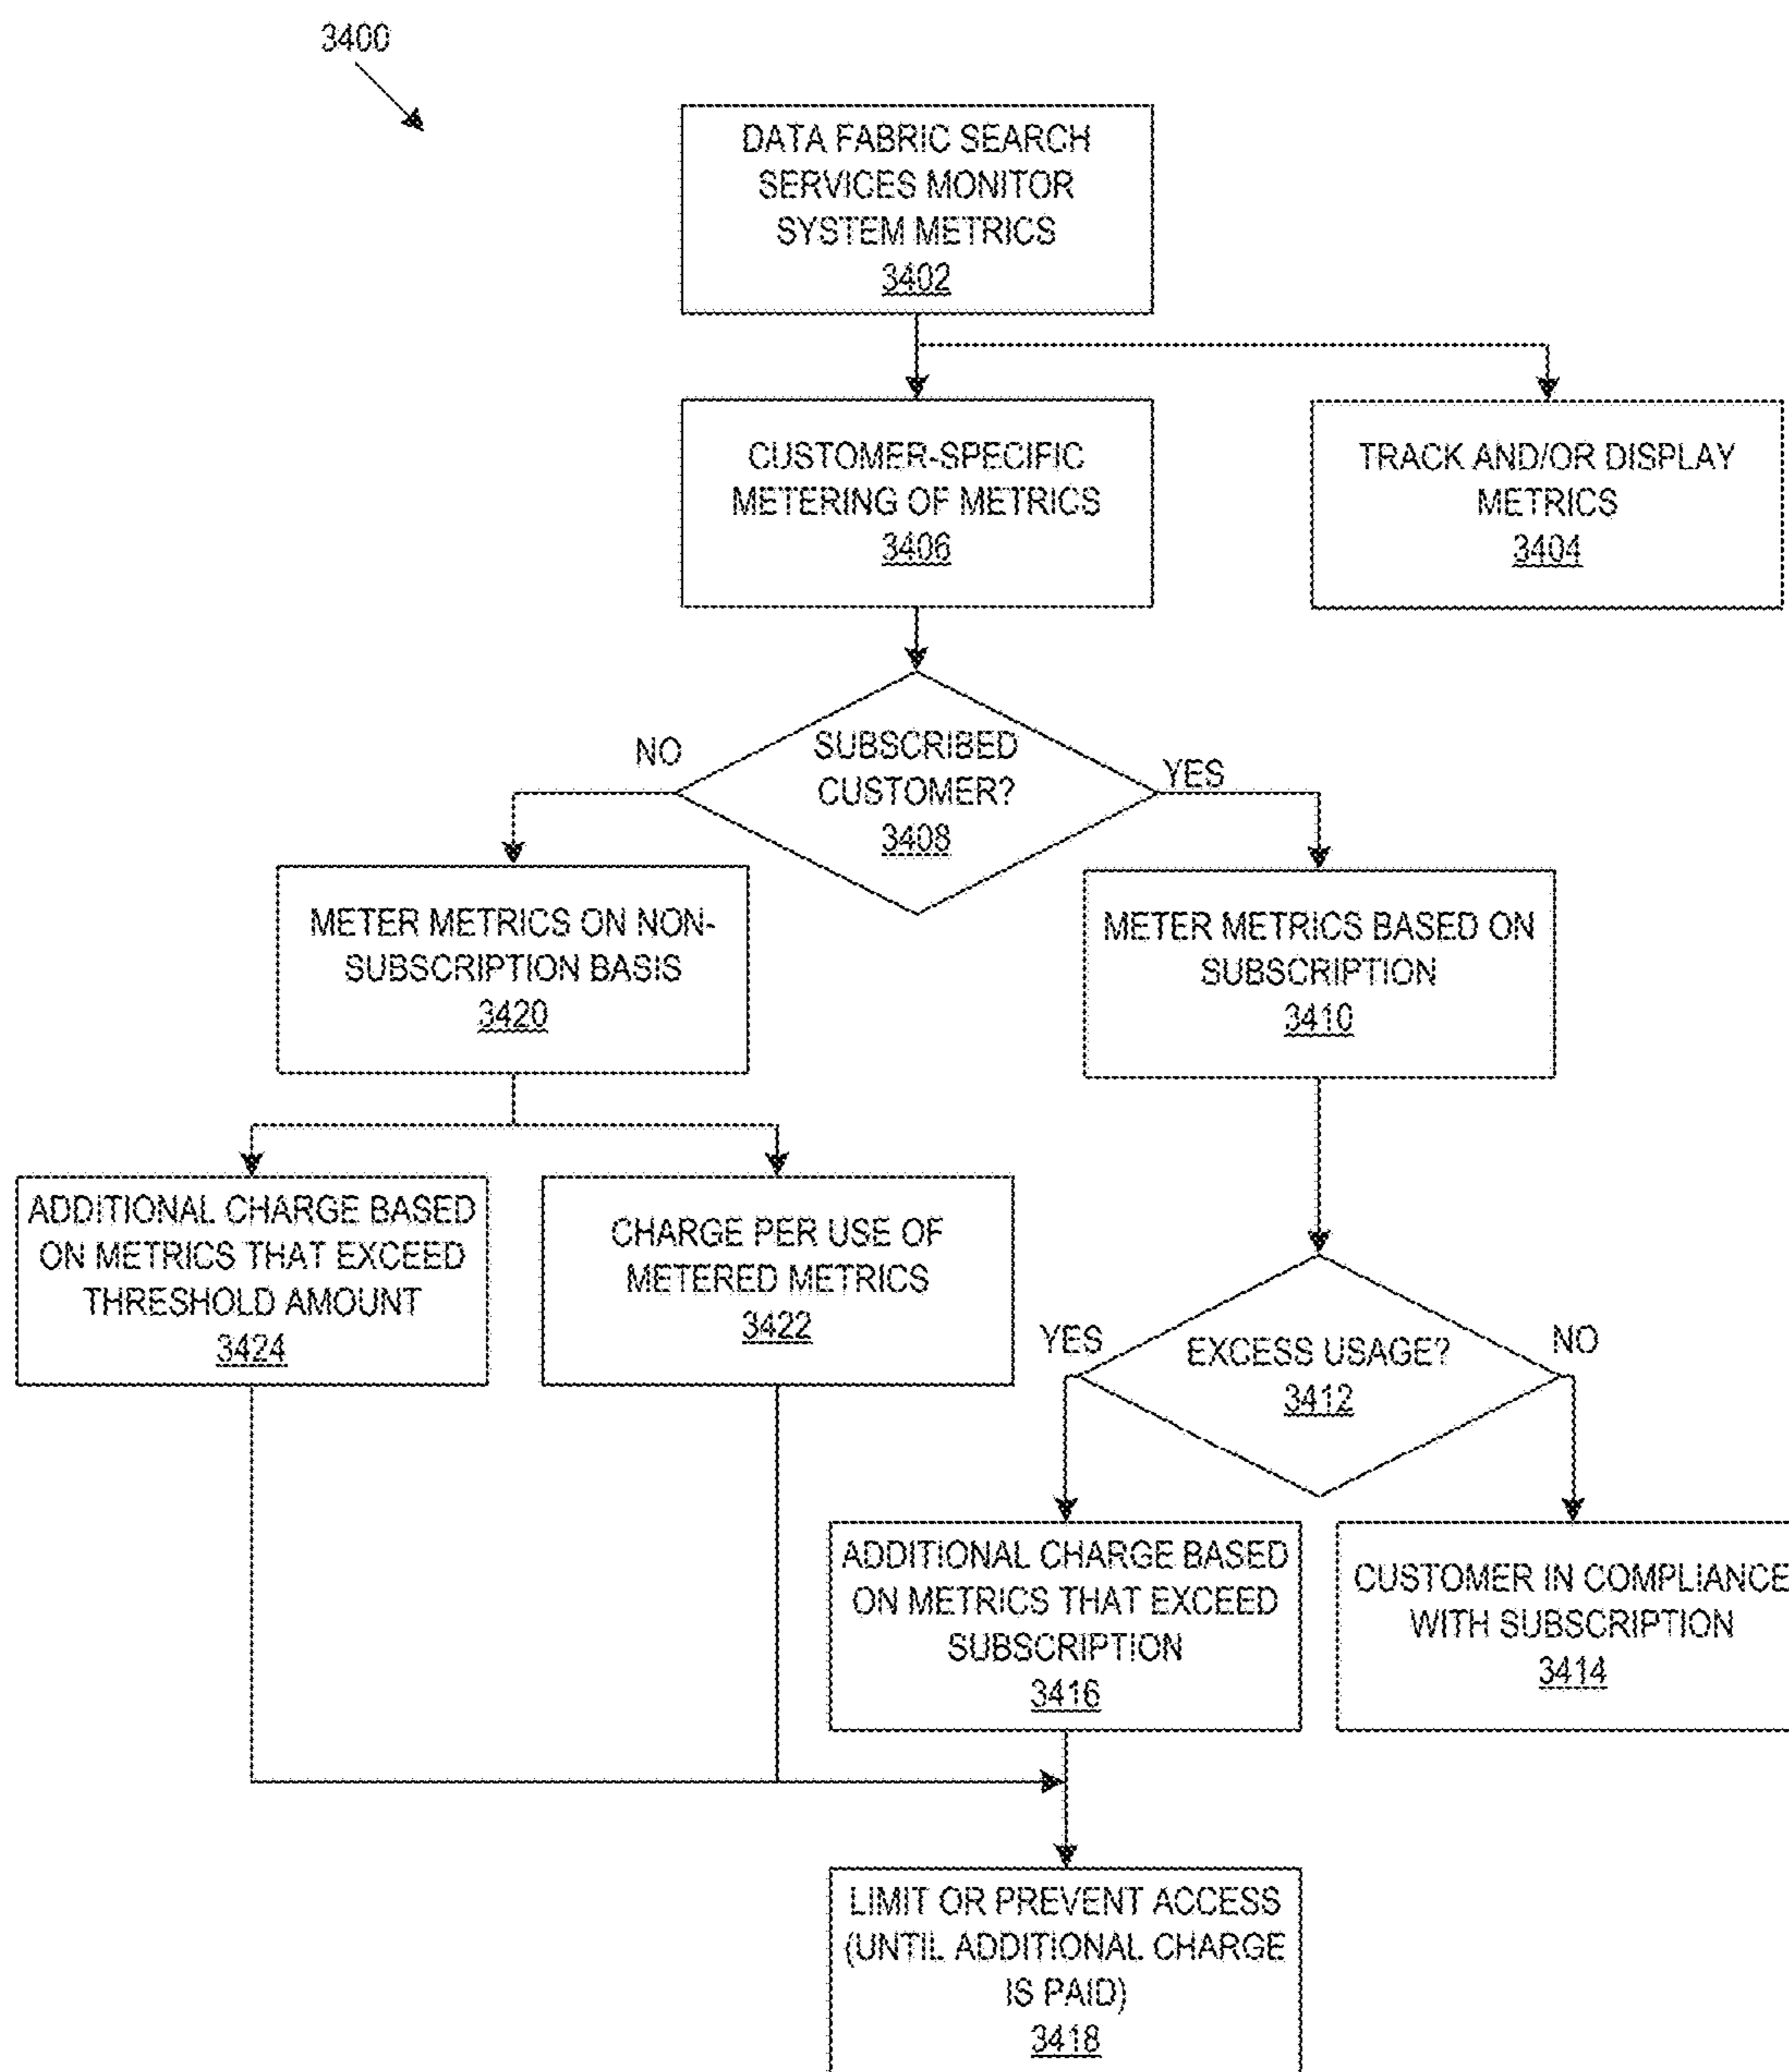 3400
DATA FABRIC SEARCH
SERVICES MONITOR
SYSTEM METRICS
3402
CUSTOMER-SPECIFIC
METERING OF METRICS
3406
TRACK AND/OR DISPLAY
METRICS
3404
SUBSCRIBED
CUSTOMER?
3408
NO
YES
METER METRICS ON NON-
SUBSCRIPTION BASIS
3420
METER METRICS BASED ON
SUBSCRIPTION
3410
ADDITIONAL CHARGE BASED
ON METRICS THAT EXCEED
THRESHOLD AMOUNT
3424
CHARGE PER USE OF
METERED METRICS
3422
EXCESS USAGE?
3412
YES
NO
ADDITIONAL CHARGE BASED
ON METRICS THAT EXCEED
SUBSCRIPTION
3416
CUSTOMER IN COMPLIANCE
WITH SUBSCRIPTION
3414
LIMIT OR PREVENT ACCESS
(UNTIL ADDITIONAL CHARGE
IS PAID)
3418